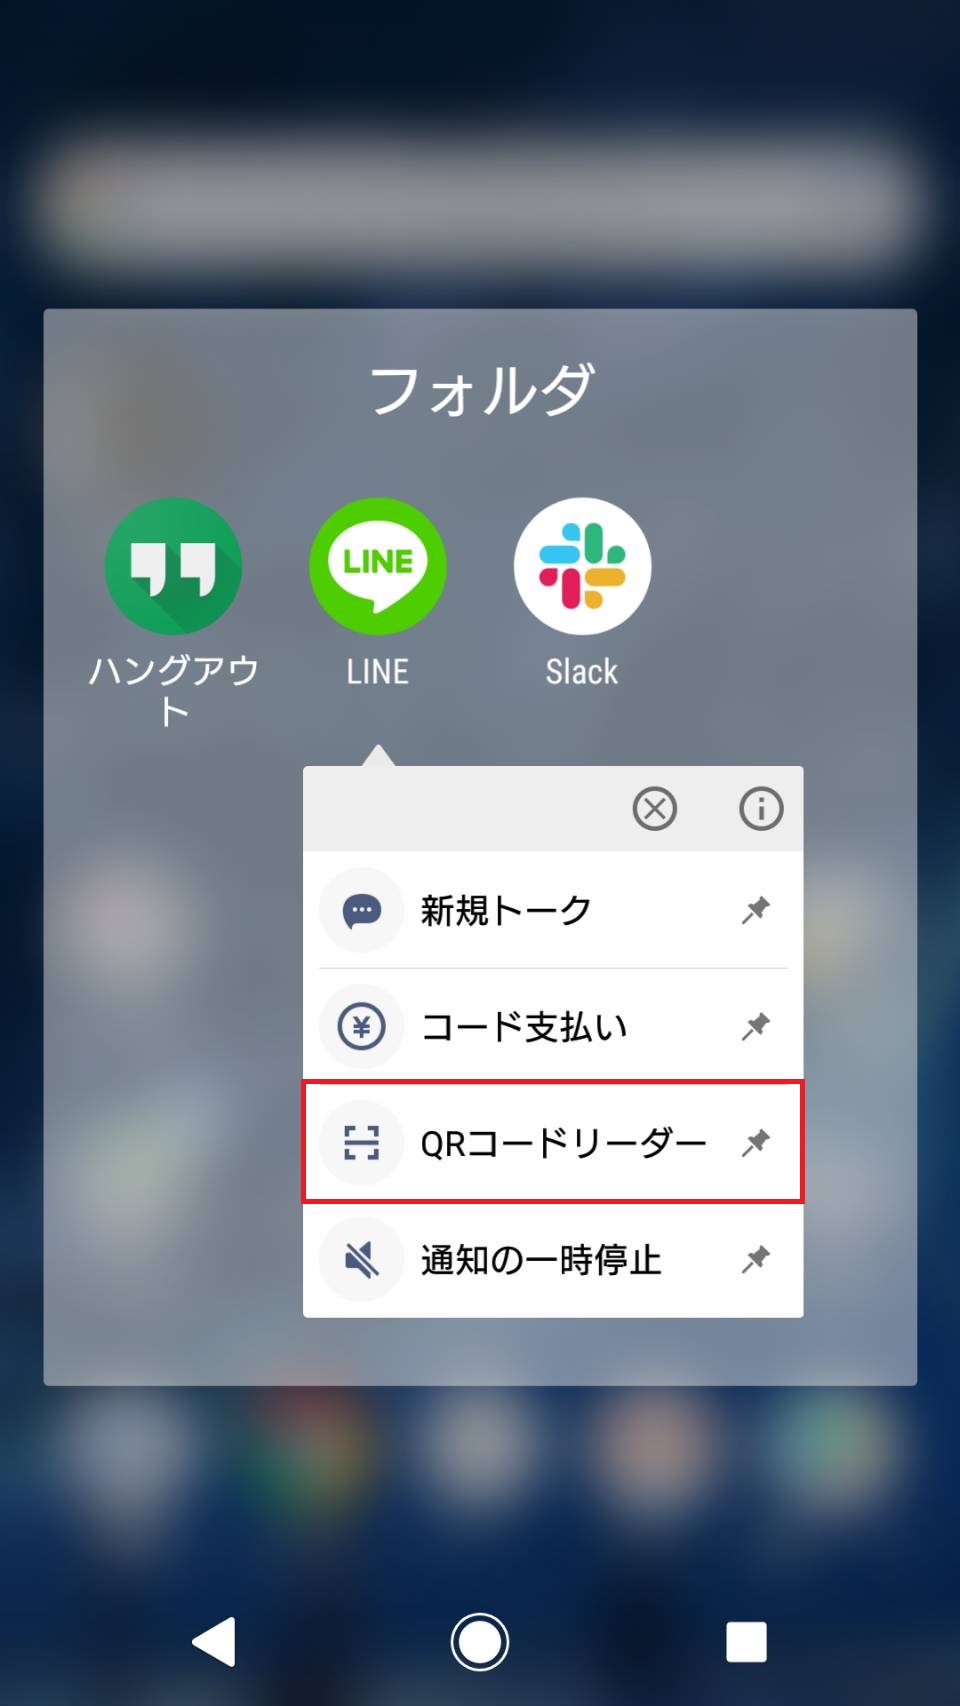 フォルダ
LINE
ハングアウ
ト
LINE
Slack
新規トーク
コード支払い
QRコードリーダー
通知の一時停止